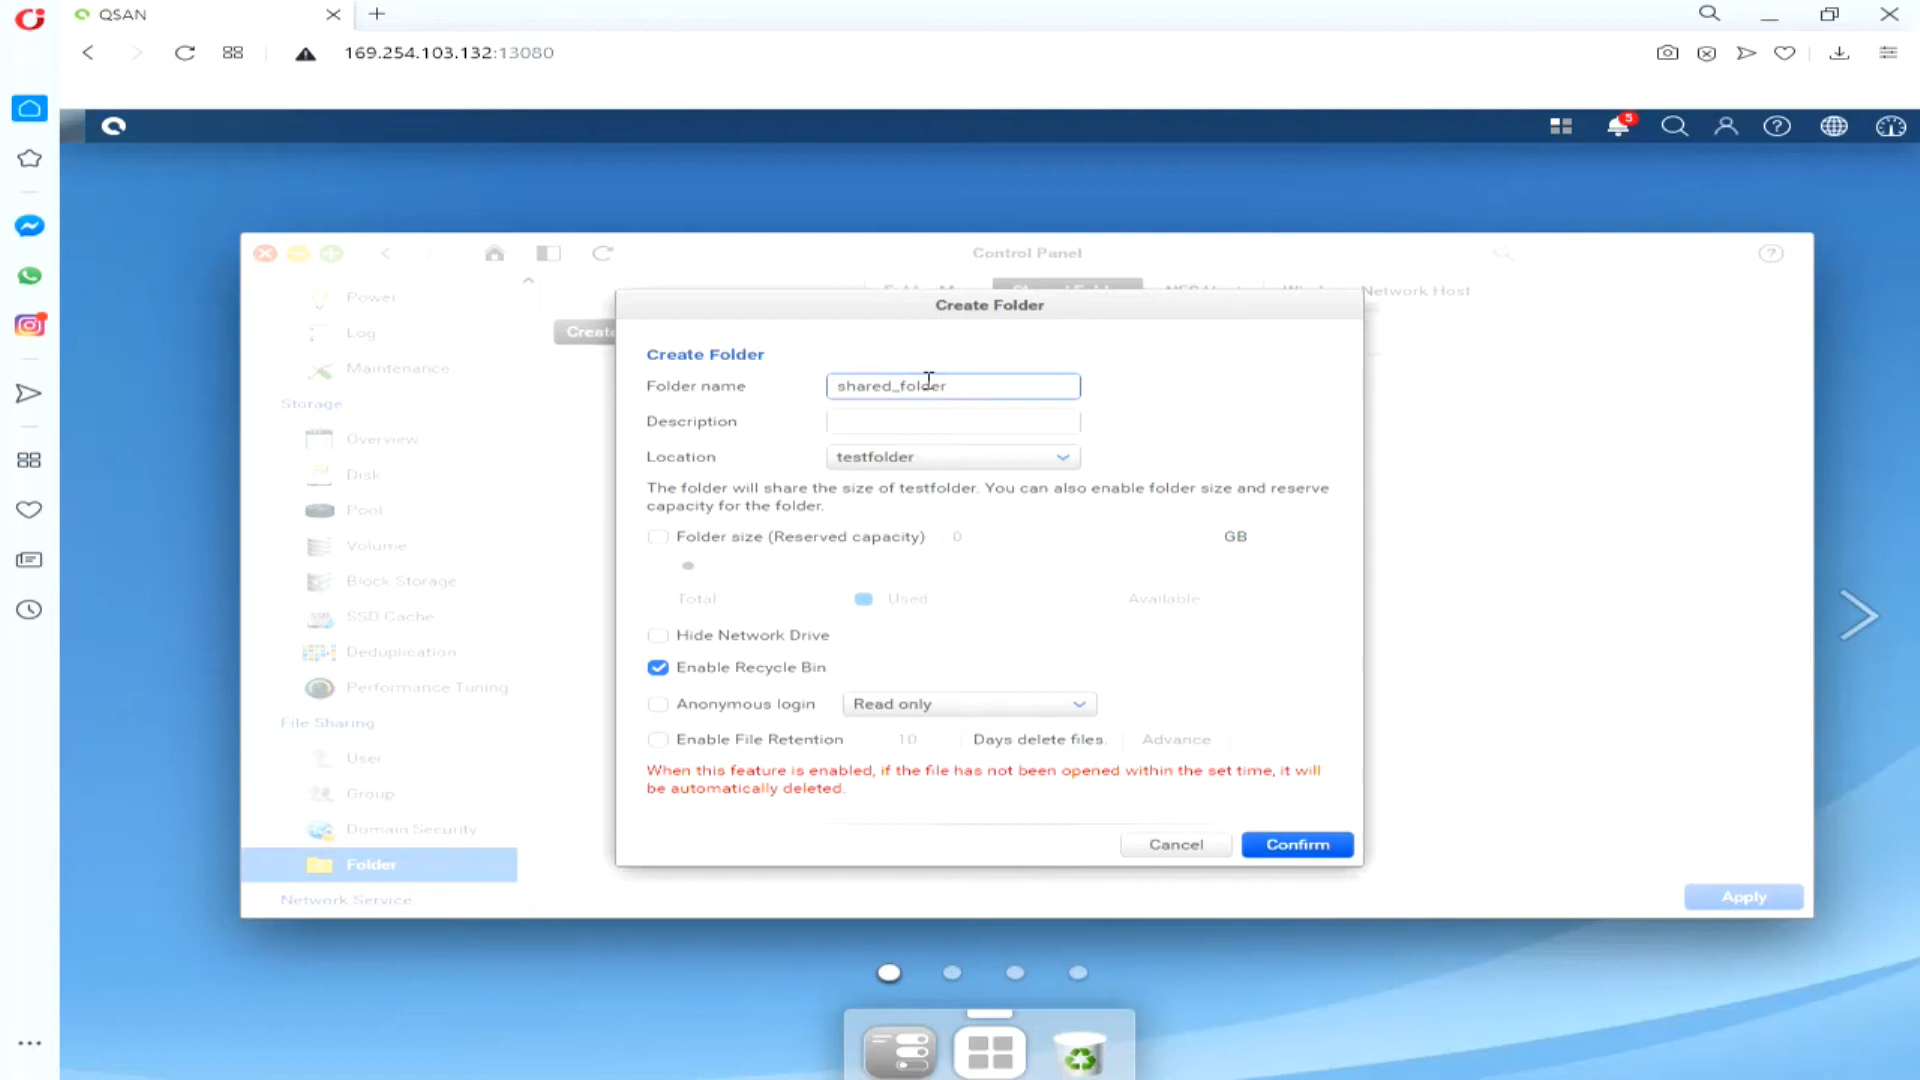 QSAN
169.254.103.132:13080
5
Control Panel
Network Host
Power
Log
Maintenance
Storage
Overview
Disk
Pool
Volume
Block Storage
SSD Cache
Deduplication
Performance Tuning
File Sharing
User
Group
Domain Security
Folder
Network Service
Create Folder
Create Folder
Folder name shared_folder
Description
Location testfolder
The folder will share the size of testfolder. You can also enable folder size and reserve
capacity for the folder.
Folder size (Reserved capacity) 0 GB
Total Used Available
Hide Network Drive
Enable Recycle Bin
Anonymous login Read only
Enable File Retention 10 Days delete files. Advance
When this feature is enabled, if the file has not been opened within the set time, it will
be automatically deleted.
Cancel Confirm
Apply